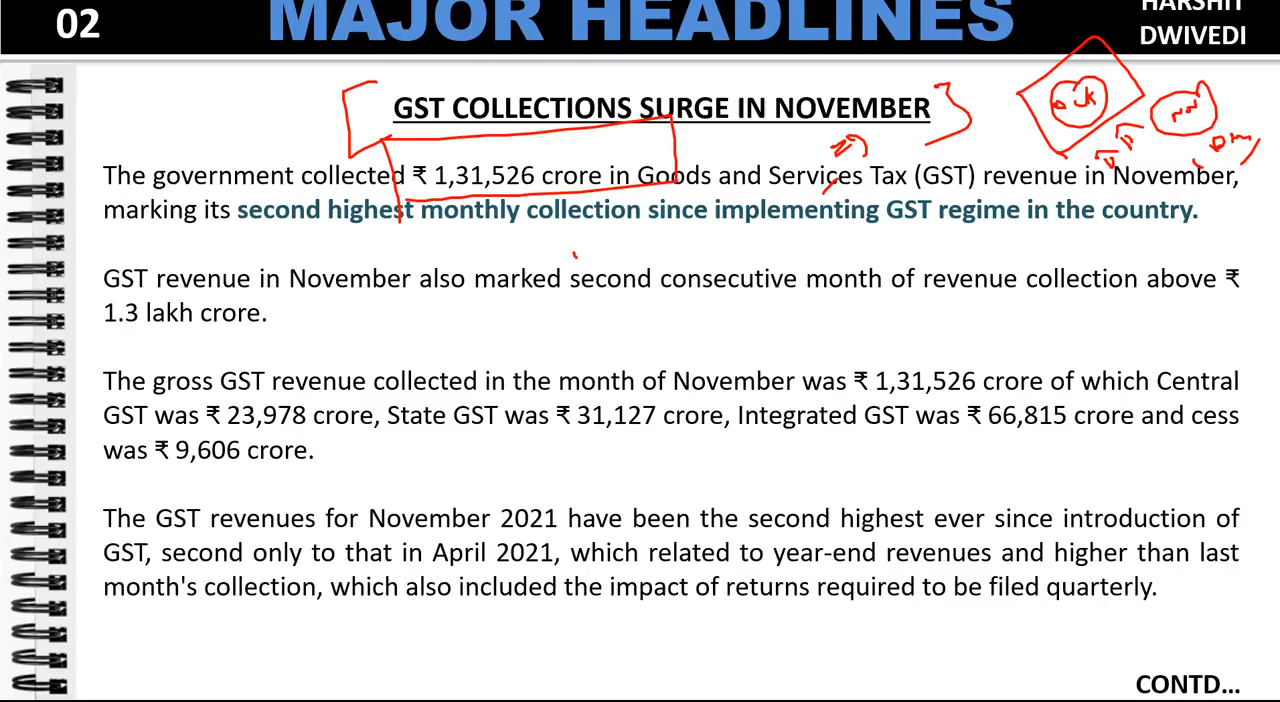 02
MAJOR HEADLINES
HARSHIT
DWIVEDI
GST COLLECTIONS SURGE IN NOVEMBER
The government collected ₹ 1,31,526 crore in Goods and Services Tax (GST) revenue in November,
marking its second highest monthly collection since implementing GST regime in the country.
GST revenue in November also marked second consecutive month of revenue collection above ₹
1.3 lakh crore.
The gross GST revenue collected in the month of November was ₹ 1,31,526 crore of which Central
GST was ₹ 23,978 crore, State GST was ₹ 31,127 crore, Integrated GST was ₹ 66,815 crore and cess
was ₹ 9,606 crore.
The GST revenues for November 2021 have been the second highest ever since introduction of
GST, second only to that in April 2021, which related to year-end revenues and higher than last
month's collection, which also included the impact of returns required to be filed quarterly.
CONTD...